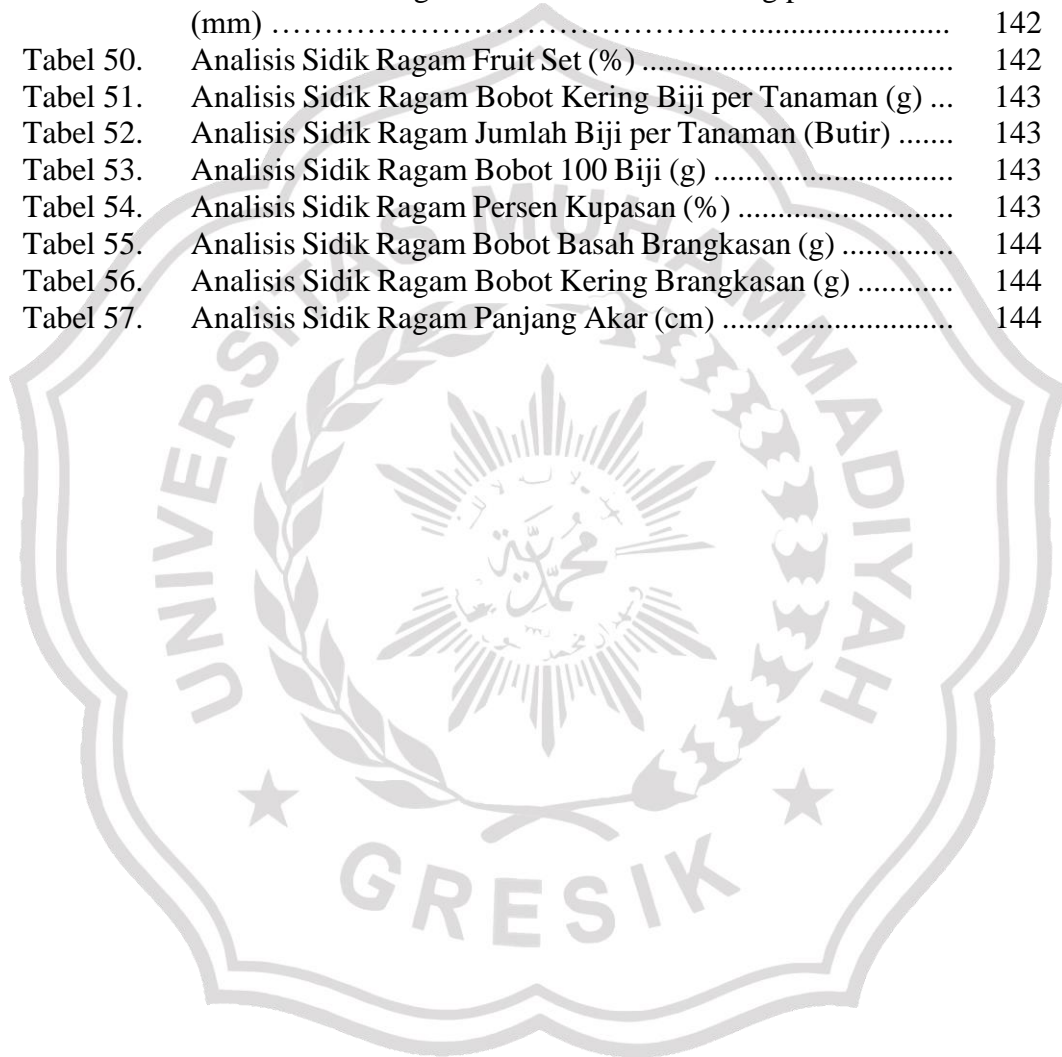 (mm) ……………………………………….......................... 142
Tabel 50. Analisis Sidik Ragam Fruit Set (%) ....................................... 142
Tabel 51. Analisis Sidik Ragam Bobot Kering Biji per Tanaman (g) ... 143
Tabel 52. Analisis Sidik Ragam Jumlah Biji per Tanaman (Butir) ....... 143
Tabel 53. Analisis Sidik Ragam Bobot 100 Biji (g) .............................. 143
Tabel 54. Analisis Sidik Ragam Persen Kupasan (%) ........................... 143
Tabel 55. Analisis Sidik Ragam Bobot Basah Brangkasan (g) .............. 144
Tabel 56. Analisis Sidik Ragam Bobot Kering Brangkasan (g) ............ 144
Tabel 57. Analisis Sidik Ragam Panjang Akar (cm) ............................. 144
UNIVERSITAS MUHAMMADIYAH
GRESIK